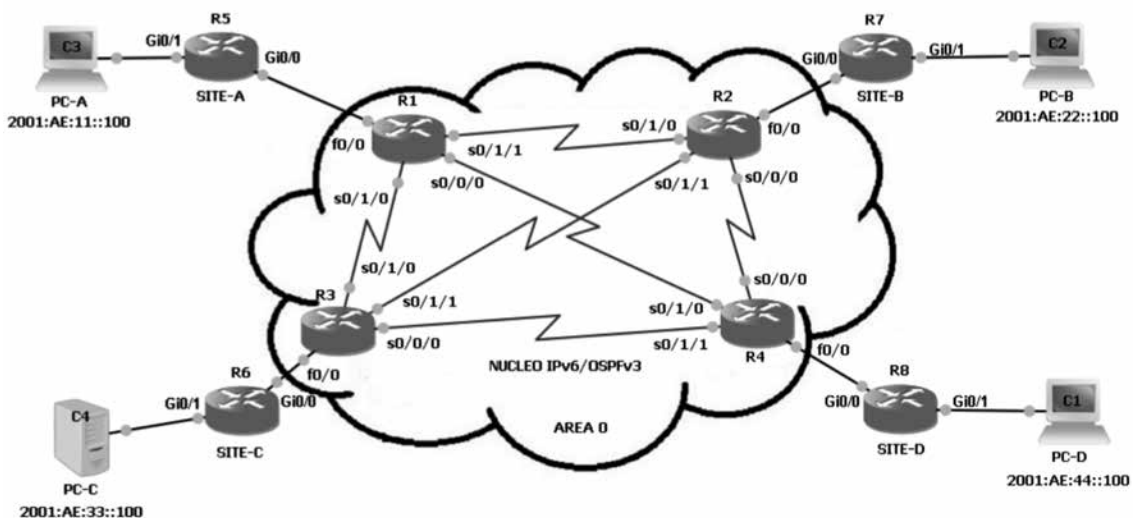 R5
C3
Gi0/1
Gi0/0
PC-A
SITE-A
2001:AE:11::100
R7
Gi0/0
Gi0/1
C2
SITE-B
PC-B
2001:AE:22::100
R1
f0/0
s0/1/1
s0/0/0
s0/1/0
R2
s0/1/0
f0/0
s0/1/1
s0/0/0
s0/1/0
R3
s0/1/1
s0/0/0
f0/0
s0/0/0
s0/1/0
s0/1/1
R4
f0/0
NUCLEO IPv6/OSPFv3
AREA 0
R6
Gi0/1
Gi0/0
C4
SITE-C
PC-C
2001:AE:33::100
R8
Gi0/0
Gi0/1
C1
SITE-D
PC-D
2001:AE:44::100